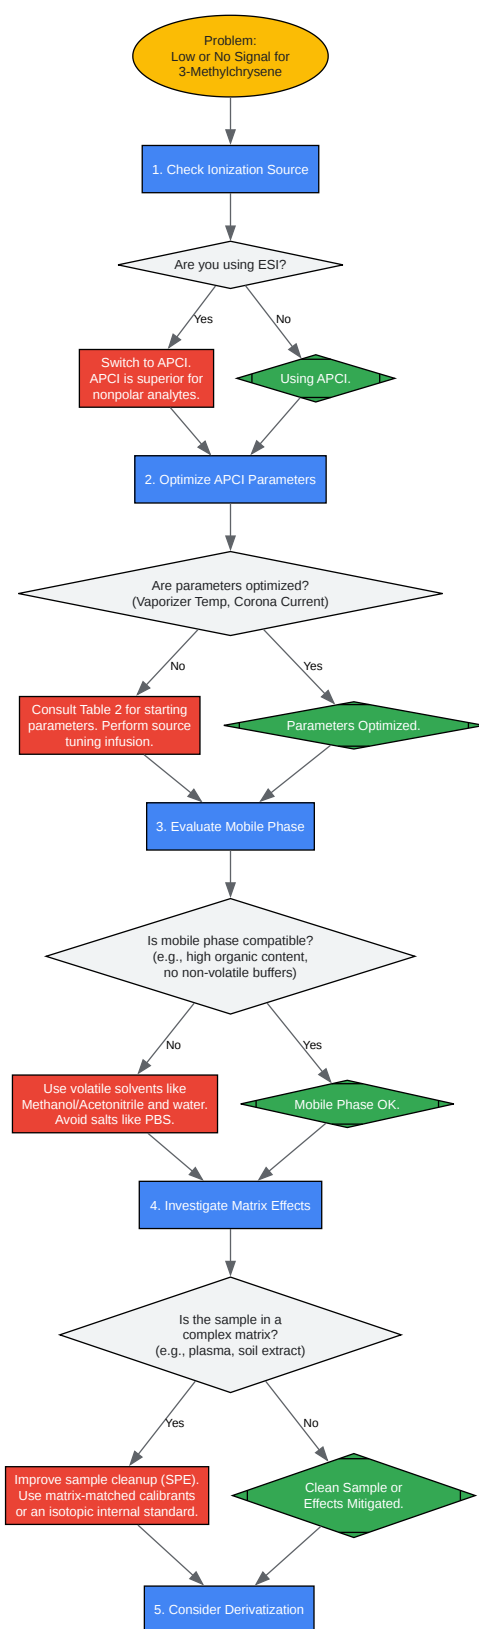 Problem:
Low or No Signal for
3-Methylchrysene
1. Check Ionization Source
Are you using ESI?
Yes
No
Switch to APCI.
APCI is superior for
nonpolar analytes.
Using APCI.
2. Optimize APCI Parameters
Are parameters optimized?
(Vaporizer Temp, Corona Current)
No
Yes
Consult Table 2 for starting
parameters. Perform source
tuning infusion.
Parameters Optimized.
3. Evaluate Mobile Phase
Is mobile phase compatible?
(e.g., high organic content,
no non-volatile buffers)
No
Yes
Use volatile solvents like
Methanol/Acetonitrile and water.
Avoid salts like PBS.
Mobile Phase OK.
4. Investigate Matrix Effects
Is the sample in a
complex matrix?
(e.g., plasma, soil extract)
Yes
No
Improve sample cleanup (SPE).
Use matrix-matched calibrants
or an isotopic internal standard.
Clean Sample or
Effects Mitigated.
5. Consider Derivatization